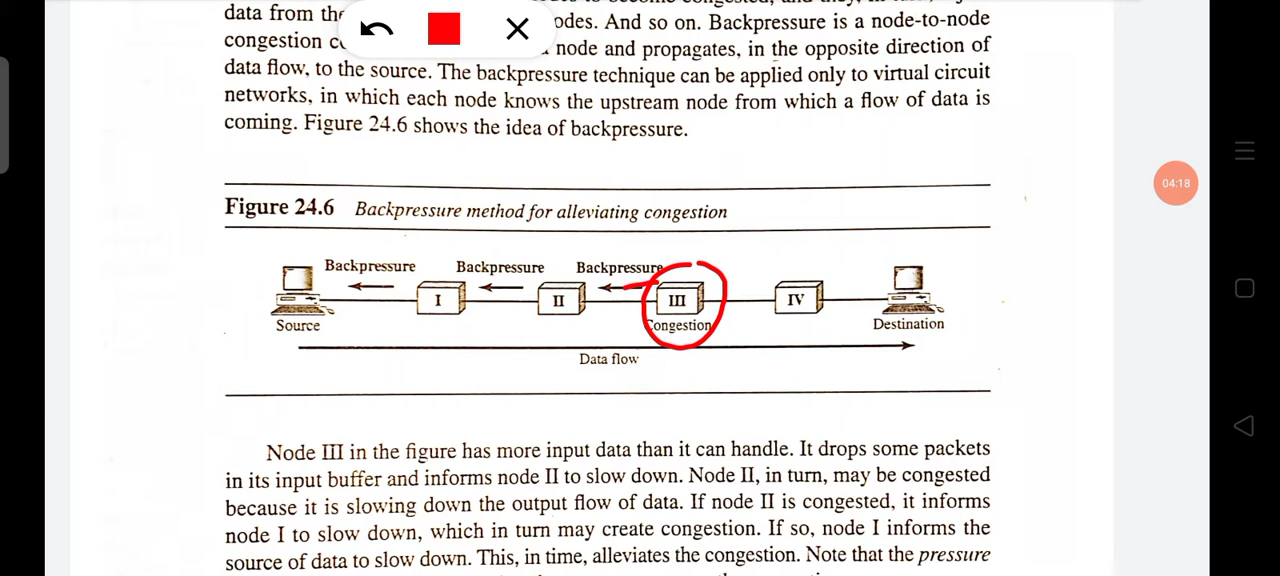 data from the
odes. And so on. Backpressure is a node-to-node
congestion node and propagates, in the opposite direction of
data flow, to the source. The backpressure technique can be applied only to virtual circuit
networks, in which each node knows the upstream node from which a flow of data is
coming. Figure 24.6 shows the idea of backpressure.
04:18
Figure 24.6 Backpressure method for alleviating congestion
Backpressure Backpressure Backpressure
I II III IV
Source Congestion Destination
Data flow
Node III in the figure has more input data than it can handle. It drops some packets
in its input buffer and informs node II to slow down. Node II, in turn, may be congested
because it is slowing down the output flow of data. If node II is congested, it informs
node I to slow down, which in turn may create congestion. If so, node I informs the
source of data to slow down. This, in time, alleviates the congestion. Note that the pressure